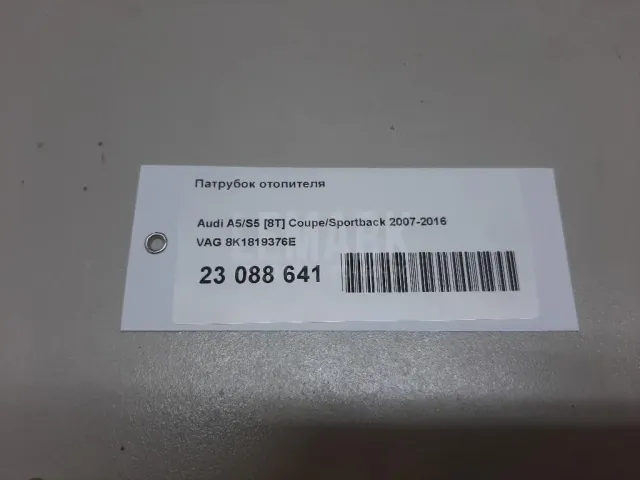 Патрубок отопителя
Audi A5/S5 [8T] Coupe/Sportback 2007-2016
VAG 8K1819376E
23 088 641